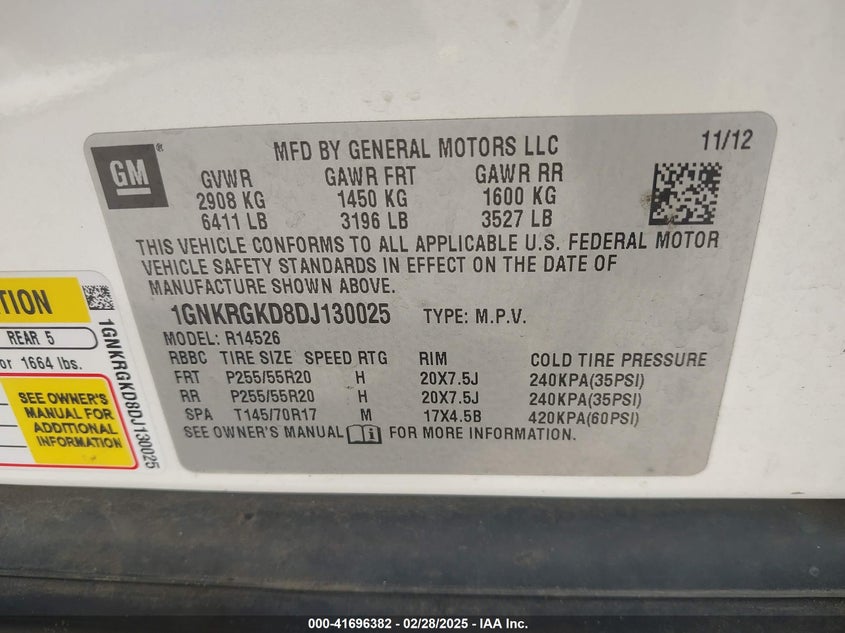 MFD BY GENERAL MOTORS LLC 11/12
GM®
GVWR GAWR FRT GAWR RR
2908 KG 1450 KG 1600 KG
6411 LB 3196 LB 3527 LB
THIS VEHICLE CONFORMS TO ALL APPLICABLE U.S. FEDERAL MOTOR
VEHICLE SAFETY STANDARDS IN EFFECT ON THE DATE OF
MANUFACTURE SHOWN ABOVE.
1GNKRGKD8DJ130025 TYPE: M.P.V.
MODEL: R14526
RBBC TIRE SIZE SPEED RTG RIM COLD TIRE PRESSURE
FRT P255/55R20 H 20X7.5J 240KPA(35PSI)
RR P255/55R20 H 20X7.5J 240KPA(35PSI)
SPA T145/70R17 M 17X4.5B 420KPA(60PSI)
SEE OWNER'S MANUAL i FOR MORE INFORMATION.
TION
REAR 5
or 1664 lbs.
SEE OWNER'S
MANUAL FOR
ADDITIONAL
INFORMATION
1GNKRGKD8DJ130025
000-41696382 - 02/28/2025 - IAA Inc.